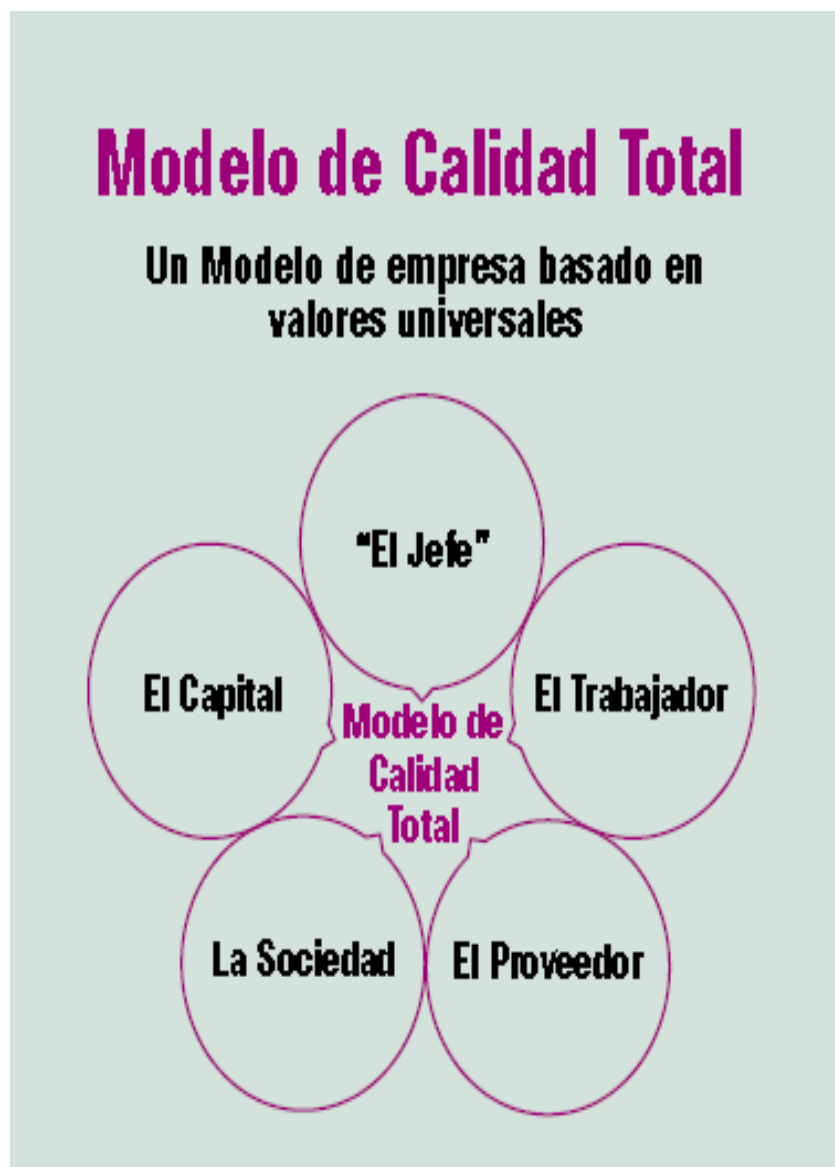 Modelo de Calidad Total
Un Modelo de empresa basado en
valores universales
“El Jefe”
El Capital
El Trabajador
Modelo de
Calidad
Total
La Sociedad
El Proveedor